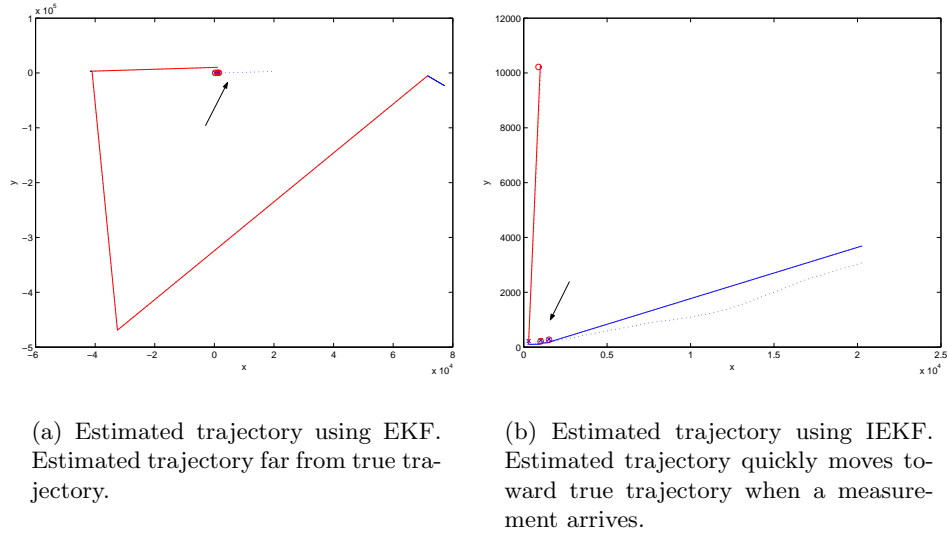 x 10^5
1
0
−1
−2
−3
−4
−5
y
−6
−4
−2
0
2
4
6
8
x
x 10^4
12000
10000
8000
6000
4000
2000
0
y
0
0.5
1
1.5
2
2.5
x
x 10^4
(a) Estimated trajectory using EKF.
Estimated trajectory far from true tra-
jectory.
(b) Estimated trajectory using IEKF.
Estimated trajectory quickly moves to-
ward true trajectory when a measure-
ment arrives.